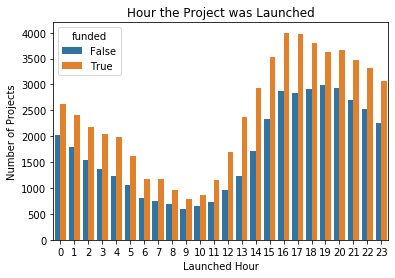 Hour the Project was Launched
funded
False
True
Number of Projects
4000
3500
3000
2500
2000
1500
1000
500
0
0 1 2 3 4 5 6 7 8 9 10 11 12 13 14 15 16 17 18 19 20 21 22 23
Launched Hour